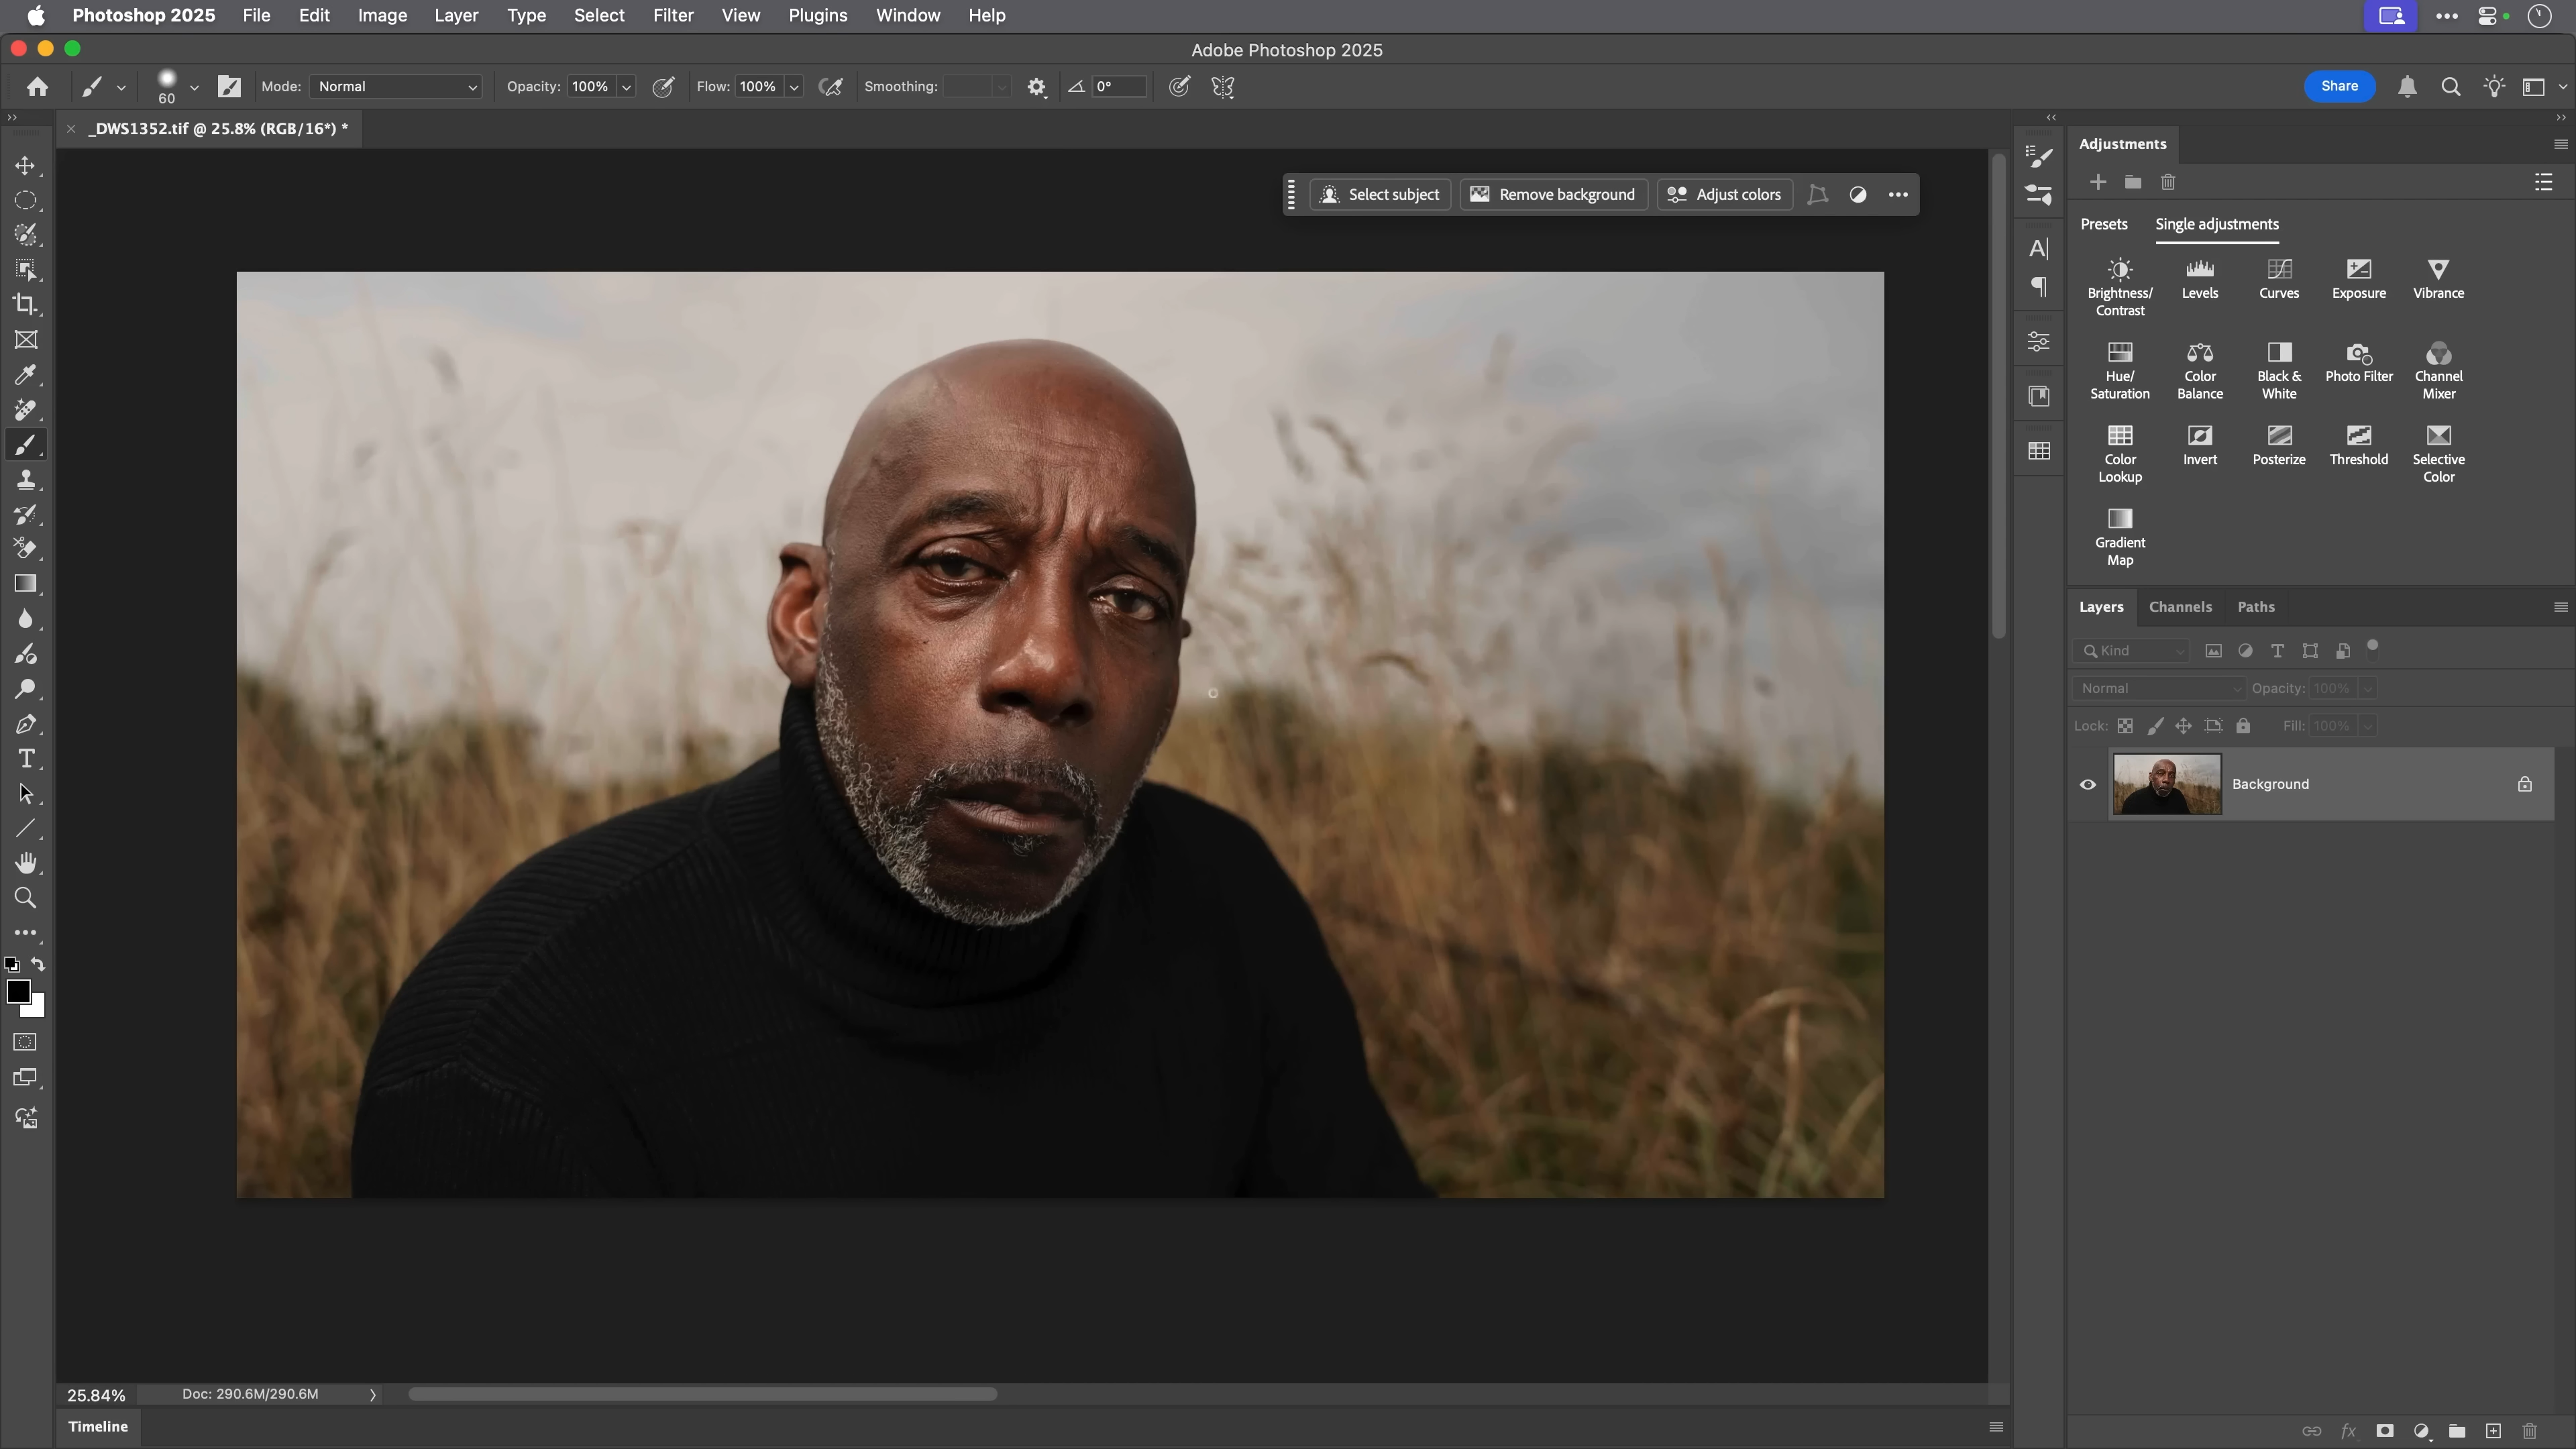 Photoshop 2025 File Edit Image Layer Type Select Filter View Plugins Window Help
Adobe Photoshop 2025
60 Mode: Normal Opacity: 100% Flow: 100% Smoothing: 0° Share
_DWS1352.tif @ 25.8% (RGB/16*) *
Select subject Remove background Adjust colors
Adjustments
Presets Single adjustments
Brightness/ Contrast Levels Curves Exposure Vibrance
Hue/ Saturation Color Balance Black & White Photo Filter Channel Mixer
Color Lookup Invert Posterize Threshold Selective Color
Gradient Map
Layers Channels Paths
Kind
Normal Opacity: 100%
Lock: Fill: 100%
Background
25.84% Doc: 290.6M/290.6M
Timeline
fx